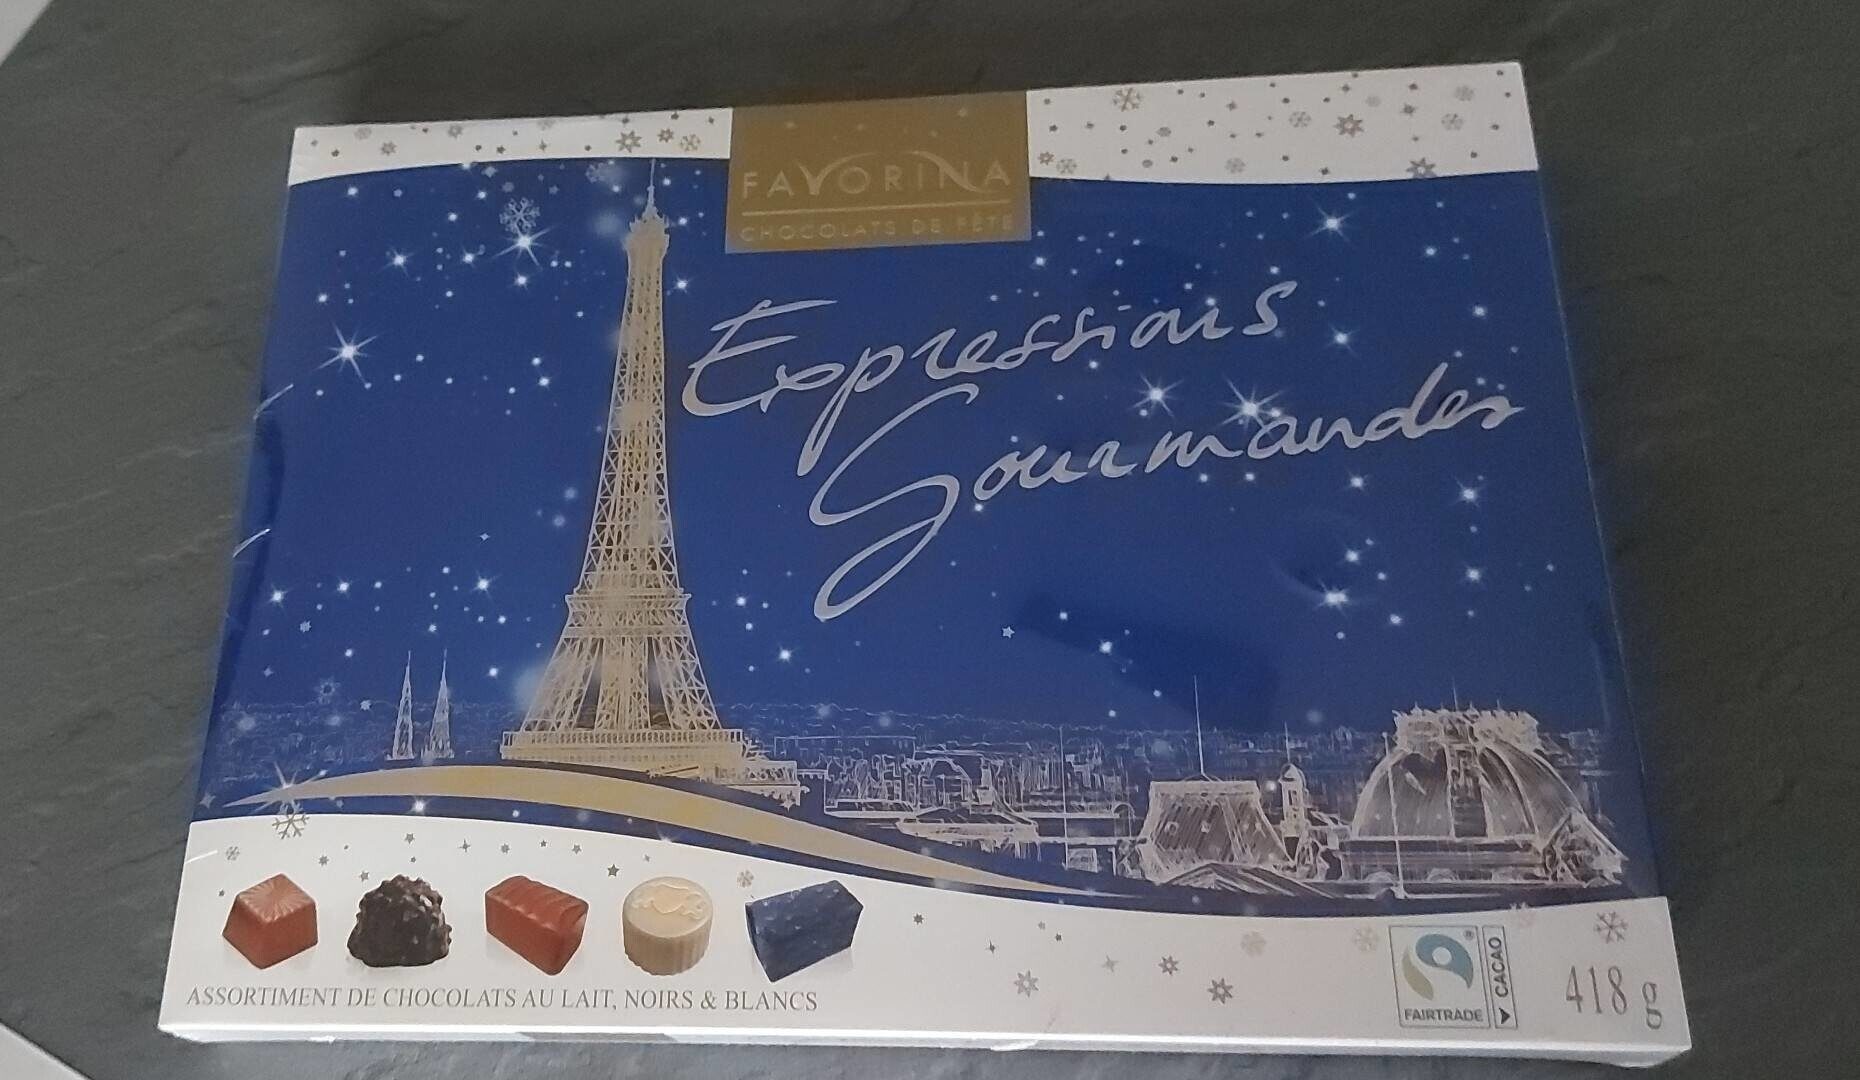 FAVORINA
CHOCOLATS DE FÊTE
Expressions
Gourmandes
ASSORTIMENT DE CHOCOLATS AU LAIT, NOIRS & BLANCS
FAIRTRADE
CACAO
418 g